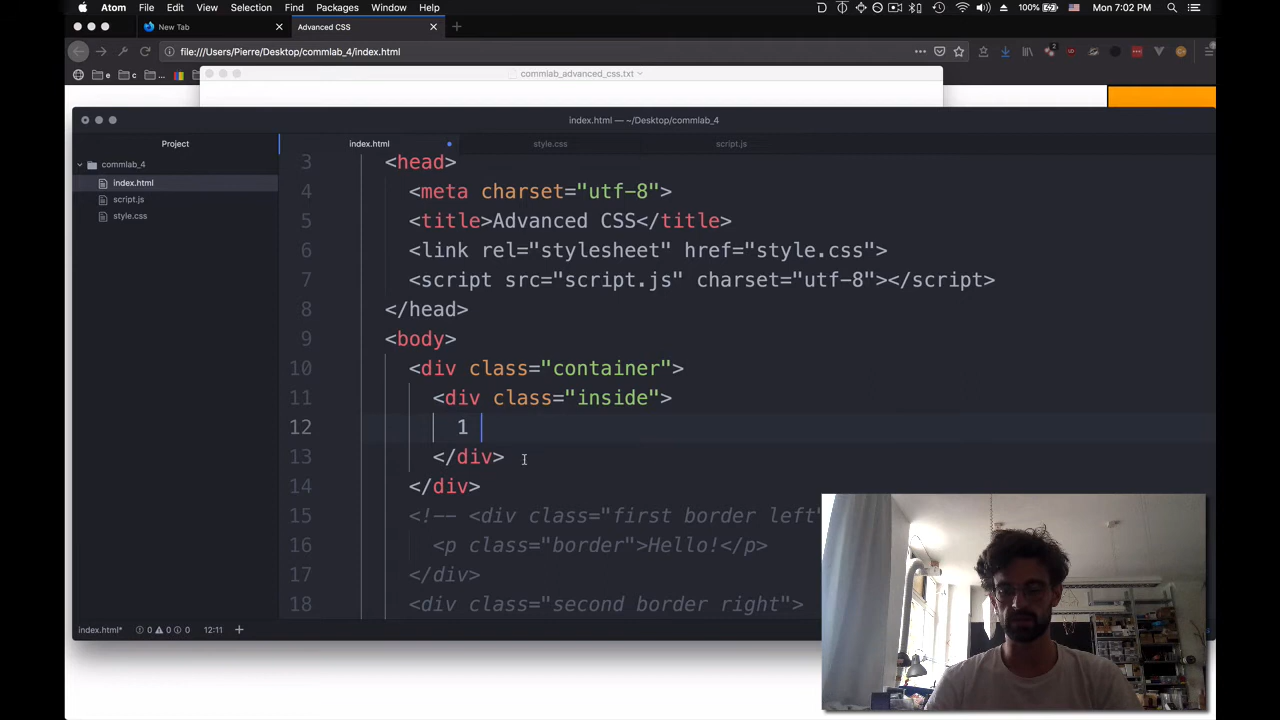 Atom File Edit View Selection Find Packages Window Help 100% Mon 7:02 PM
New Tab
Advanced CSS
file:///Users/Pierre/Desktop/commlab_4/index.html
e
c
...
commlab_advanced_css.txt
index.html — ~/Desktop/commlab_4
Project
index.html
style.css
script.js
commlab_4
index.html
script.js
style.css
3 <head>
4 <meta charset="utf-8">
5 <title>Advanced CSS</title>
6 <link rel="stylesheet" href="style.css">
7 <script src="script.js" charset="utf-8"></script>
8 </head>
9 <body>
10 <div class="container">
11 <div class="inside">
12 1
13 </div>
14 </div>
15 <!-- <div class="first border left"
16 <p class="border">Hello!</p>
17 </div>
18 <div class="second border right">
index.html* 0 0 0 12:11